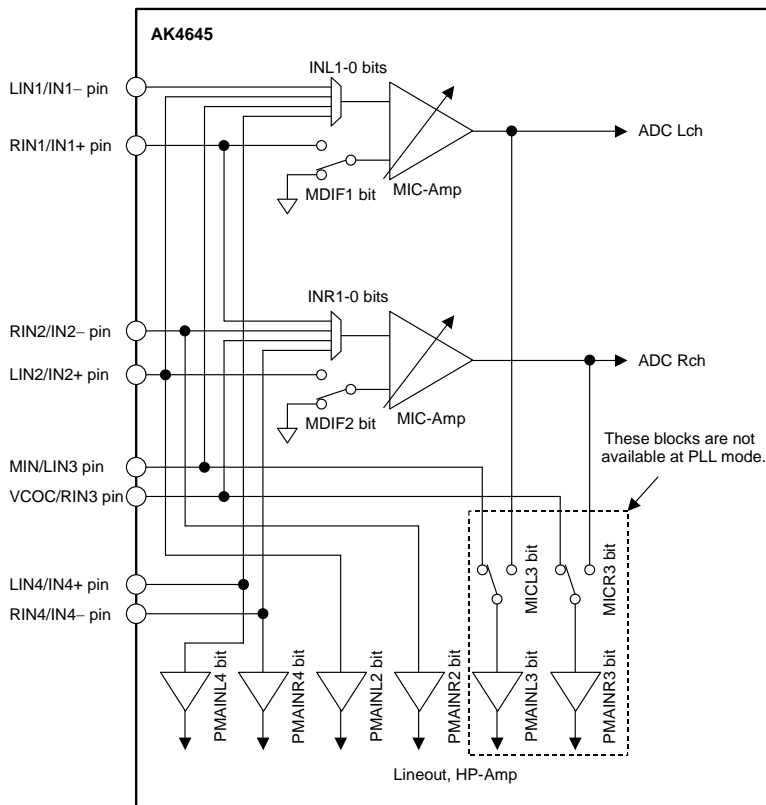 AK4645
INL1-0 bits
LIN1/IN1− pin
RIN1/IN1+ pin
ADC Lch
MDIF1 bit
MIC-Amp
INR1-0 bits
RIN2/IN2− pin
LIN2/IN2+ pin
ADC Rch
MDIF2 bit
MIC-Amp
These blocks are not
available at PLL mode.
MIN/LIN3 pin
VCOC/RIN3 pin
LIN4/IN4+ pin
RIN4/IN4− pin
MICL3 bit
MICR3 bit
PMAINL4 bit
PMAINR4 bit
PMAINL2 bit
PMAINR2 bit
PMAINL3 bit
PMAINR3 bit
Lineout, HP-Amp